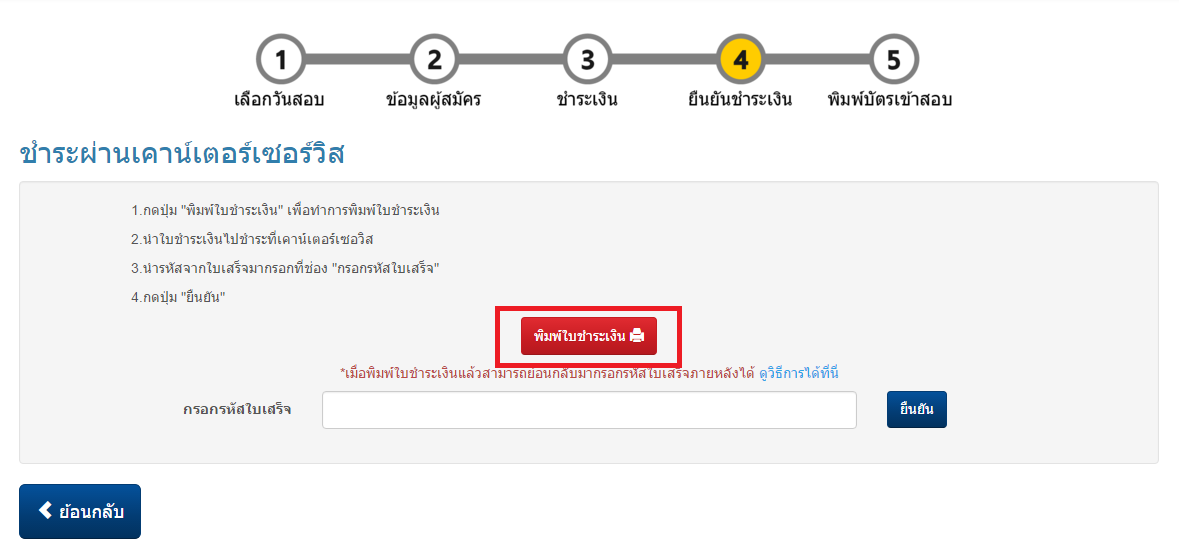 1 2 3 4 5
เลือกวันสอบ ข้อมูลผู้สมัคร ชำระเงิน ยืนยันชำระเงิน พิมพ์บัตรเข้าสอบ
ชำระผ่านเคาน์เตอร์เซอร์วิส
1.กดปุ่ม "พิมพ์ใบชำระเงิน" เพื่อทำการพิมพ์ใบชำระเงิน
2.นำใบชำระเงินไปชำระที่เคาน์เตอร์เซอวิส
3.นำรหัสจากใบเสร็จมากรอกที่ช่อง "กรอกรหัสใบเสร็จ"
4.กดปุ่ม "ยืนยัน"
พิมพ์ใบชำระเงิน
*เมื่อพิมพ์ใบชำระเงินแล้วสามารถย้อนกลับมากรอกรหัสใบเสร็จภายหลังได้ ดูวิธีการได้ที่นี่
กรอกรหัสใบเสร็จ ยืนยัน
ย้อนกลับ